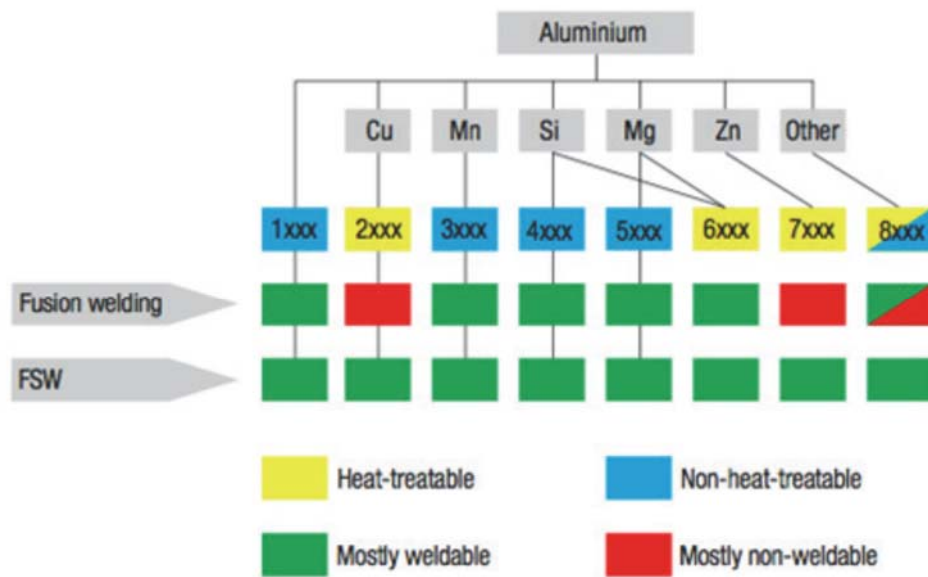 Aluminium
Cu Mn Si Mg Zn Other
1xxx 2xxx 3xxx 4xxx 5xxx 6xxx 7xxx 8xxx
Fusion welding
FSW
Heat-treatable Non-heat-treatable
Mostly weldable Mostly non-weldable